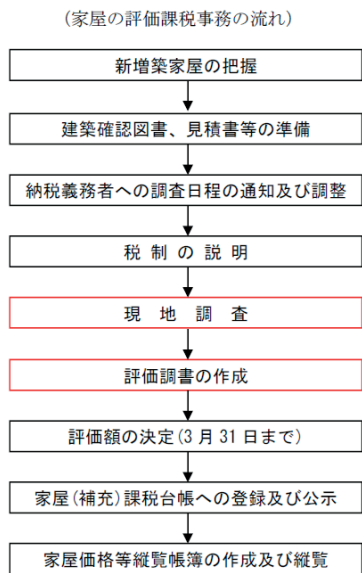 (家屋の評価課税事務の流れ)
新増築家屋の把握
建築確認図書、見積書等の準備
納税義務者への調査日程の通知及び調整
税制の説明
現地調査
評価調書の作成
評価額の決定(3月31日まで)
家屋(補充)課税台帳への登録及び公示
家屋価格等縦覧帳簿の作成及び縦覧